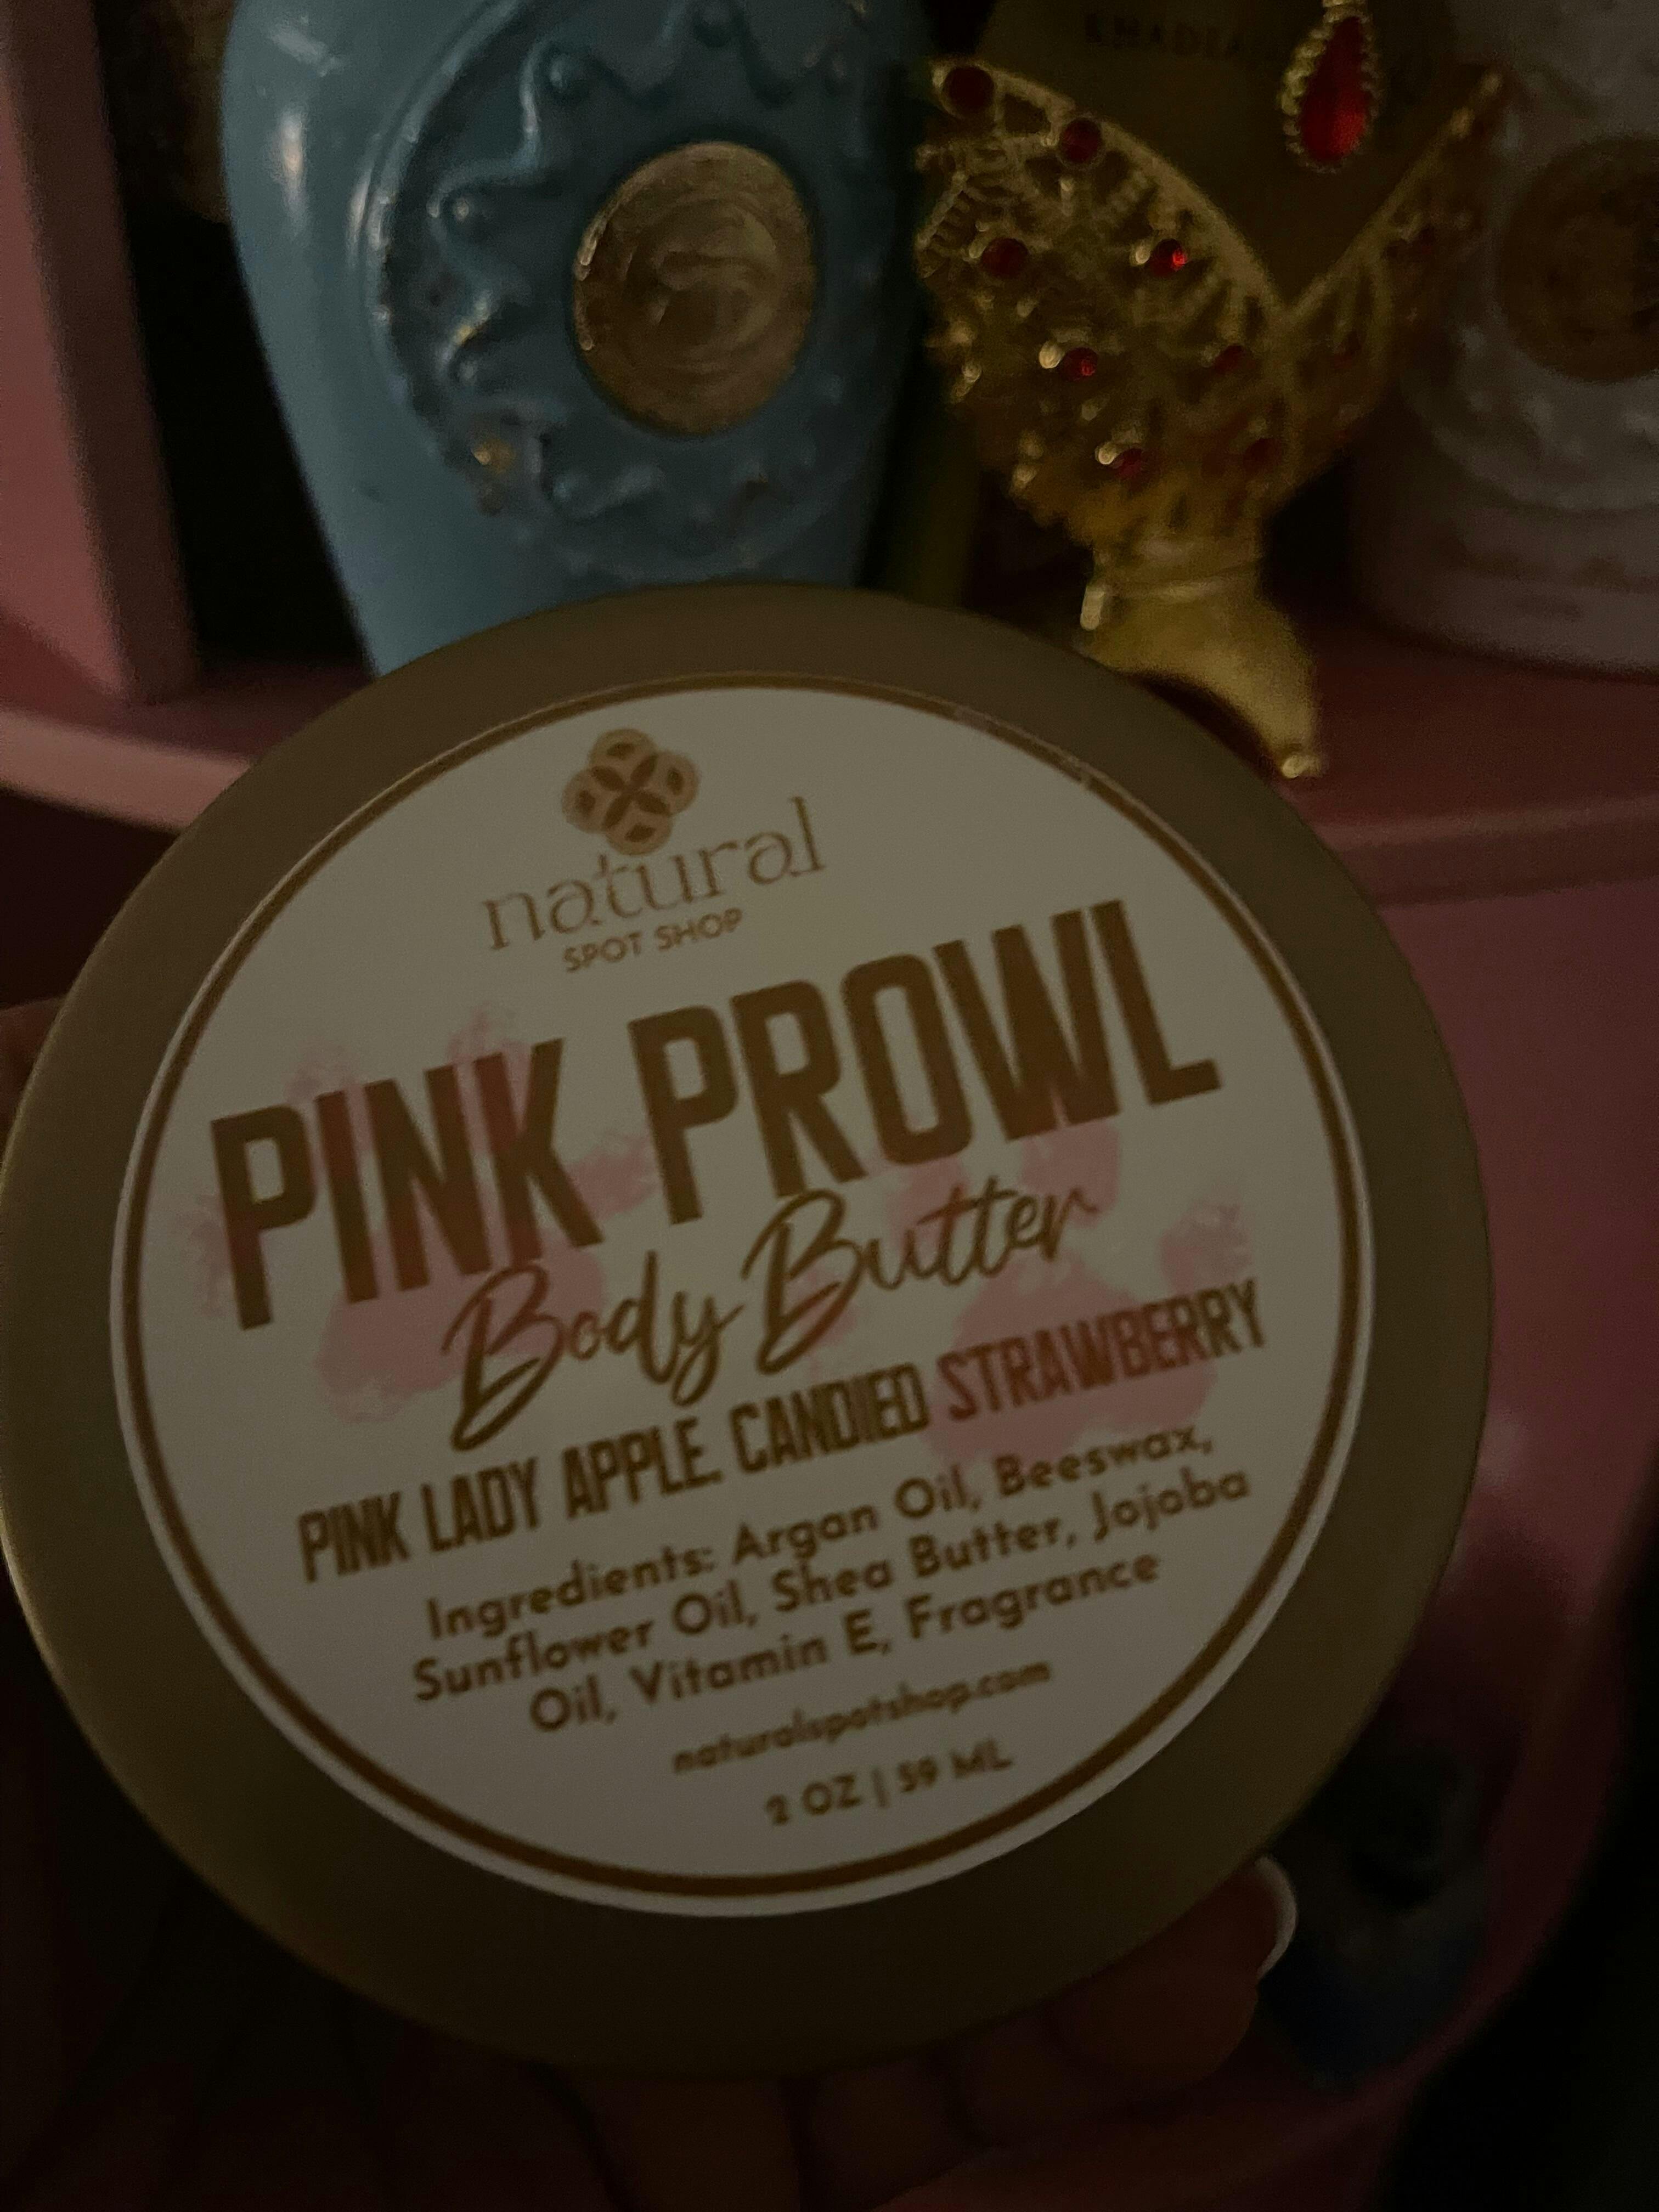 natural
SPOT SHOP
PINK PROWL
Body Butter
PINK LADY APPLE, CANDIED STRAWBERRY
Ingredients: Argan Oil, Beeswax,
Sunflower Oil, Shea Butter, Jojoba
Oil, Vitamin E, Fragrance
naturalspotshop.com
2 OZ | 59 ML